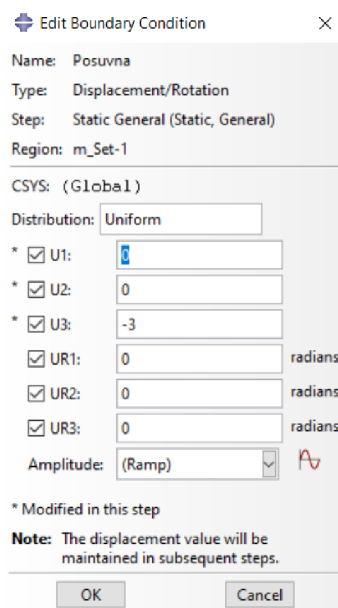 Edit Boundary Condition
Name: Posuvna
Type: Displacement/Rotation
Step: Static General (Static, General)
Region: m_Set-1
CSYS: (Global)
Distribution: Uniform
* U1: 0
* U2: 0
* U3: -3
UR1: 0 radians
UR2: 0 radians
UR3: 0 radians
Amplitude: (Ramp)
* Modified in this step
Note: The displacement value will be
maintained in subsequent steps.
OK Cancel